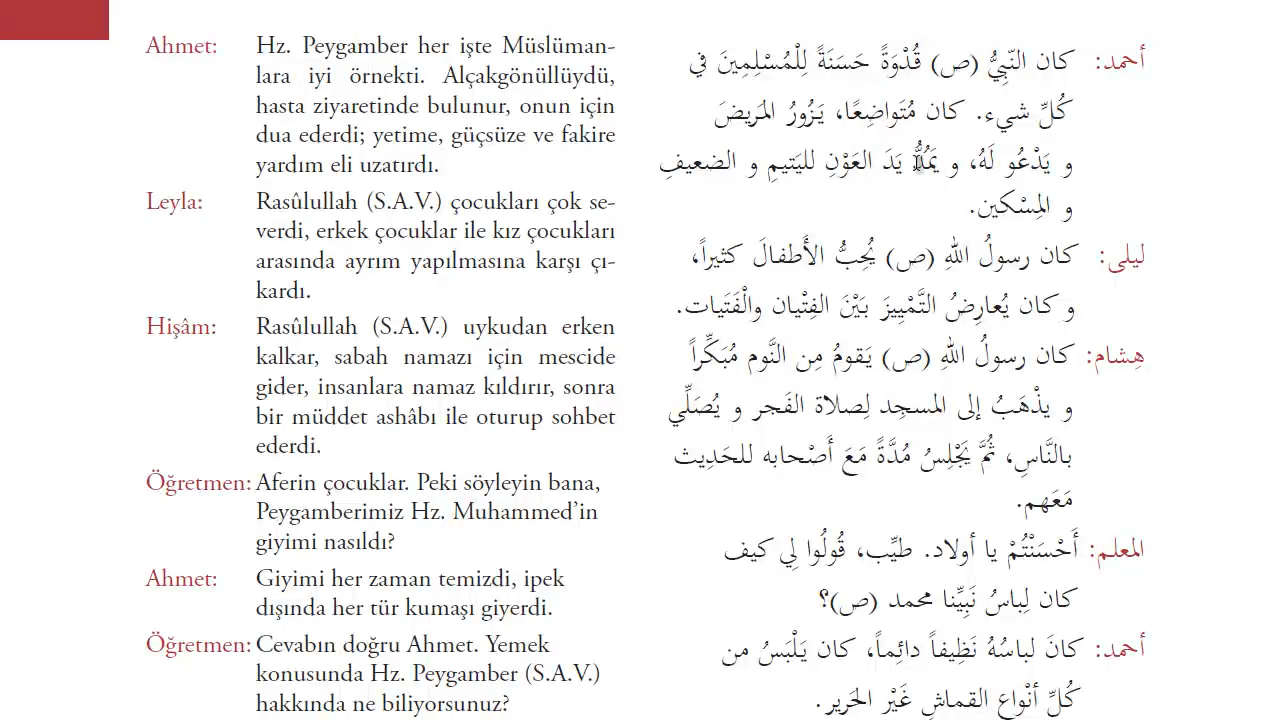 Ahmet: Hz. Peygamber her işte Müslüman-
lara iyi örnekti. Alçakgönüllüydü,
hasta ziyaretinde bulunur, onun için
dua ederdi; yetime, güçsüze ve fakire
yardım eli uzatırdı.
Leyla: Rasûlullah (S.A.V.) çocukları çok se-
verdi, erkek çocuklar ile kız çocukları
arasında ayrım yapılmasına karşı çı-
kardı.
Hişâm: Rasûlullah (S.A.V.) uykudan erken
kalkar, sabah namazı için mescide
gider, insanlara namaz kıldırır, sonra
bir müddet ashâbı ile oturup sohbet
ederdi.
Öğretmen: Aferin çocuklar. Peki söyleyin bana,
Peygamberimiz Hz. Muhammed’in
giyimi nasıldı?
Ahmet: Giyimi her zaman temizdi, ipek
dışında her tür kumaşı giyerdi.
Öğretmen: Cevabın doğru Ahmet. Yemek
konusunda Hz. Peygamber (S.A.V.)
hakkında ne biliyorsunuz?
أحمد: كان النّبِيُّ (ص) قُدْوَةً حَسَنَةً لِلْمُسْلِمِينَ في
كُلِّ شيء. كان مُتَواضِعًا، يَزُورُ المَريضَ
و يَدْعُو لَهُ، و يَمُدُّ يَدَ العَوْنِ لليَتيمِ و الضعيفِ
و المِسْكين.
ليلى: كان رسولُ اللهِ (ص) يُحِبُّ الأَطفالَ كثيراً،
و كان يُعارِضُ التَّمْيِيزَ بَيْنَ الفِتْيان والْفَتَيات.
هِشام: كان رسولُ اللهِ (ص) يَقومُ مِن النَّوم مُبَكِّراً
و يذْهَبُ إلى المسجِد لِصلاة الفَجر و يُصَلِّي
بالنَّاسِ، ثُمَّ يَجْلِسُ مُدَّةً مَعَ أَصْحابه للحَدِيث
مَعَهم.
المعلم: أَحْسَنْتُمْ يا أولاد. طيِّب، قُولُوا لِي كيف
كان لِباسُ نَبِيِّنا محمد (ص)؟
أحمد: كانَ لباسُهُ نَظِيفاً دائِماً، كان يَلْبَسُ من
كُلِّ أنْواع القماشِ غَيْر الحَرير.